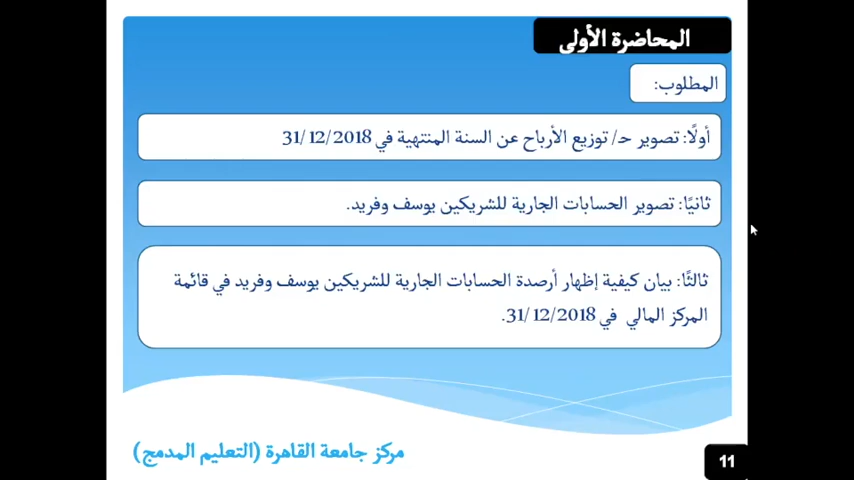 المحاضرة الأولى
المطلوب:
أولًا: تصوير حـ/ توزيع الأرباح عن السنة المنتهية في 31/12/2018
ثانيًا: تصوير الحسابات الجارية للشريكين يوسف وفريد.
ثالثًا: بيان كيفية إظهار أرصدة الحسابات الجارية للشريكين يوسف وفريد في قائمة
المركز المالي في 31/12/2018.
مركز جامعة القاهرة (التعليم المدمج)
11